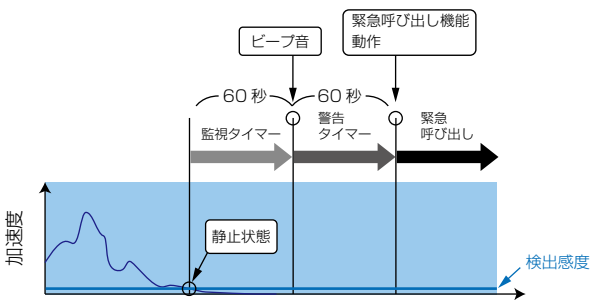 ビープ音
緊急呼び出し機能
動作
60 秒
60 秒
監視タイマー
警告
タイマー
緊急
呼び出し
静止状態
加速度
検出感度